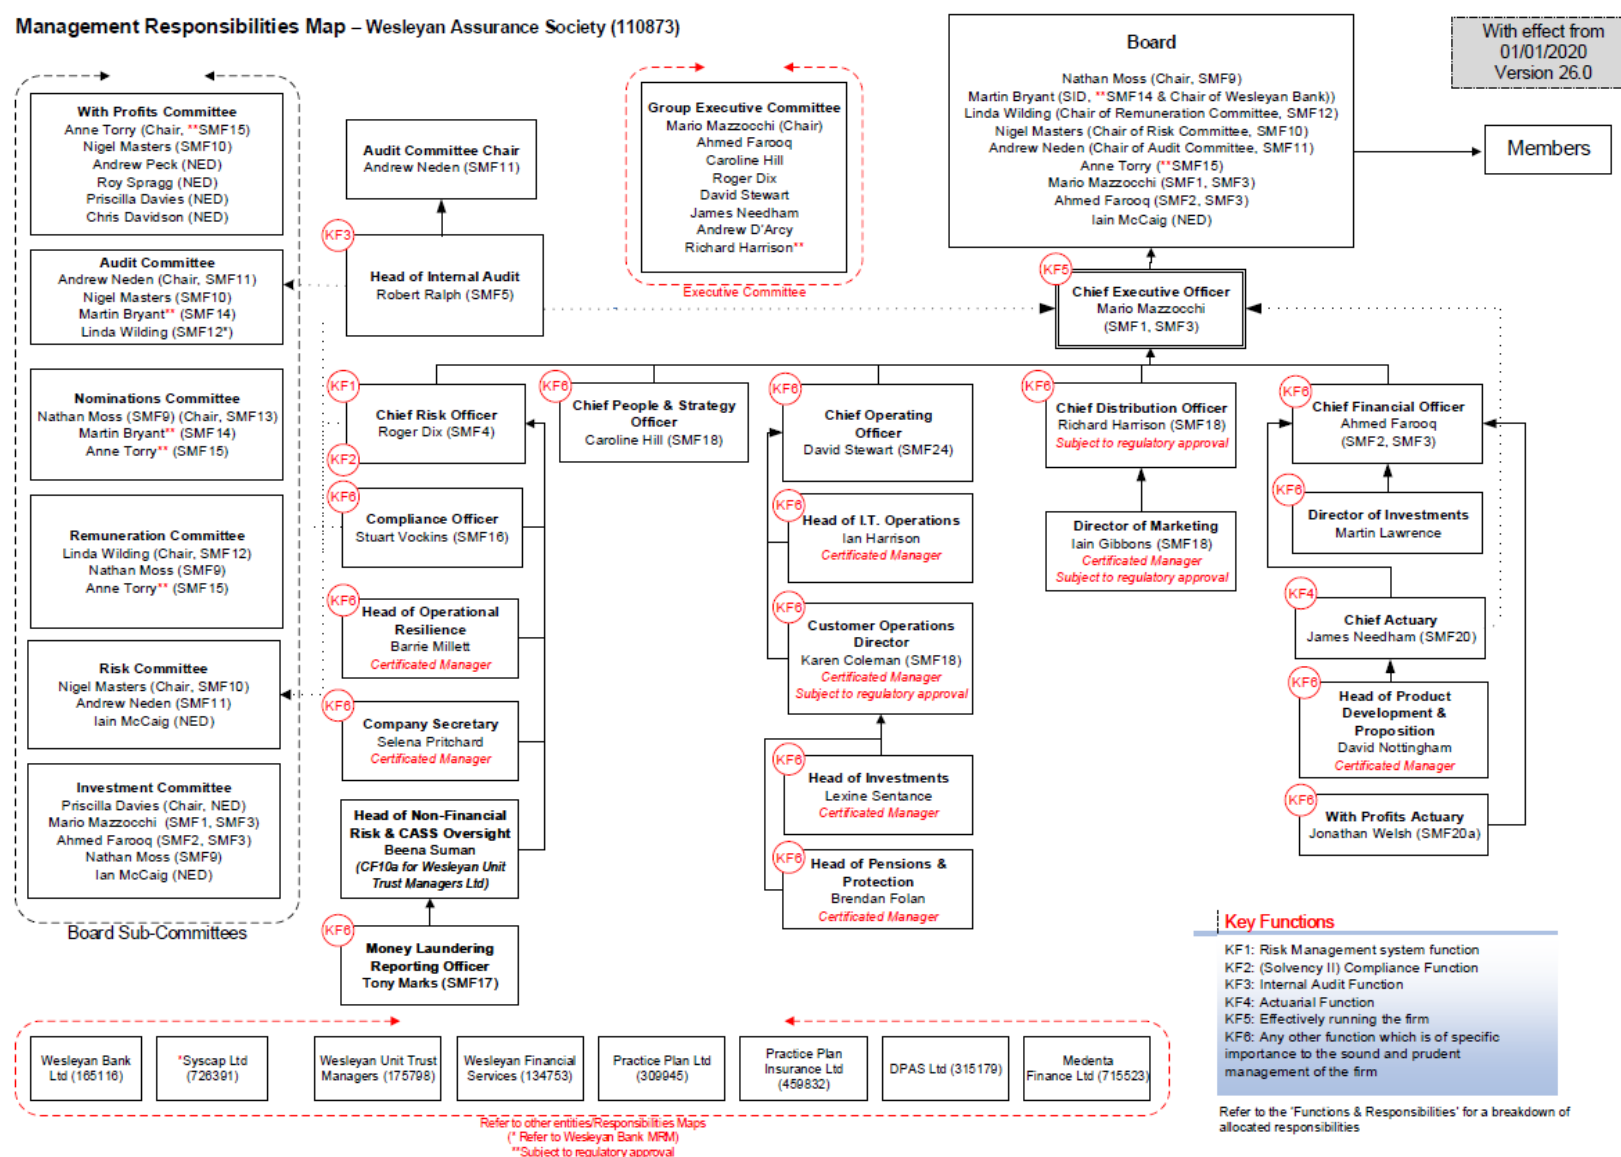 Management Responsibilities Map – Wesleyan Assurance Society (110873)
With effect from
01/01/2020
Version 26.0
With Profits Committee
Anne Torry (Chair, **SMF15)
Nigel Masters (SMF10)
Andrew Peck (NED)
Roy Spragg (NED)
Priscilla Davies (NED)
Chris Davidson (NED)
Audit Committee
Andrew Neden (Chair, SMF11)
Nigel Masters (SMF10)
Martin Bryant** (SMF14)
Linda Wilding (SMF12*)
Nominations Committee
Nathan Moss (SMF9) (Chair, SMF13)
Martin Bryant** (SMF14)
Anne Torry** (SMF15)
Remuneration Committee
Linda Wilding (Chair, SMF12)
Nathan Moss (SMF9)
Anne Torry** (SMF15)
Risk Committee
Nigel Masters (Chair, SMF10)
Andrew Neden (SMF11)
Iain McCaig (NED)
Investment Committee
Priscilla Davies (Chair, NED)
Mario Mazzocchi (SMF1, SMF3)
Ahmed Farooq (SMF2, SMF3)
Nathan Moss (SMF9)
Ian McCaig (NED)
Board Sub-Committees
Audit Committee Chair
Andrew Neden (SMF11)
KF3
Head of Internal Audit
Robert Ralph (SMF5)
Group Executive Committee
Mario Mazzocchi (Chair)
Ahmed Farooq
Caroline Hill
Roger Dix
David Stewart
James Needham
Andrew D'Arcy
Richard Harrison**
Executive Committee
Board
Nathan Moss (Chair, SMF9)
Martin Bryant (SID, **SMF14 & Chair of Wesleyan Bank))
Linda Wilding (Chair of Remuneration Committee, SMF12)
Nigel Masters (Chair of Risk Committee, SMF10)
Andrew Neden (Chair of Audit Committee, SMF11)
Anne Torry (**SMF15)
Mario Mazzocchi (SMF1, SMF3)
Ahmed Farooq (SMF2, SMF3)
Iain McCaig (NED)
Members
KF5
Chief Executive Officer
Mario Mazzocchi
(SMF1, SMF3)
KF1
Chief Risk Officer
Roger Dix (SMF4)
KF2
KF6
Compliance Officer
Stuart Vockins (SMF16)
KF6
Head of Operational
Resilience
Barrie Millett
Certificated Manager
KF6
Company Secretary
Selena Pritchard
Certificated Manager
Head of Non-Financial
Risk & CASS Oversight
Beena Suman
(CF10a for Wesleyan Unit
Trust Managers Ltd)
KF6
Money Laundering
Reporting Officer
Tony Marks (SMF17)
KF6
Chief People & Strategy
Officer
Caroline Hill (SMF18)
KF6
Chief Operating
Officer
David Stewart (SMF24)
KF6
Head of I.T. Operations
Ian Harrison
Certificated Manager
KF6
Customer Operations
Director
Karen Coleman (SMF18)
Certificated Manager
Subject to regulatory approval
KF6
Head of Investments
Lexine Sentance
Certificated Manager
KF6
Head of Pensions &
Protection
Brendan Folan
Certificated Manager
KF6
Chief Distribution Officer
Richard Harrison (SMF18)
Subject to regulatory approval
Director of Marketing
Iain Gibbons (SMF18)
Certificated Manager
Subject to regulatory approval
KF6
Chief Financial Officer
Ahmed Farooq
(SMF2, SMF3)
KF6
Director of Investments
Martin Lawrence
KF4
Chief Actuary
James Needham (SMF20)
KF6
Head of Product
Development &
Proposition
David Nottingham
Certificated Manager
KF6
With Profits Actuary
Jonathan Welsh (SMF20a)
Key Functions
KF1: Risk Management system function
KF2: (Solvency II) Compliance Function
KF3: Internal Audit Function
KF4: Actuarial Function
KF5: Effectively running the firm
KF6: Any other function which is of specific
importance to the sound and prudent
management of the firm
Refer to the 'Functions & Responsibilities' for a breakdown of
allocated responsibilities
Wesleyan Bank
Ltd (165116)
*Syscap Ltd
(726391)
Wesleyan Unit Trust
Managers (175798)
Wesleyan Financial
Services (134753)
Practice Plan Ltd
(309945)
Practice Plan
Insurance Ltd
(459832)
DPAS Ltd (315179)
Medenta
Finance Ltd (715523)
Refer to other entities/Responsibilities Maps
(* Refer to Wesleyan Bank MRM)
**Subject to regulatory approval